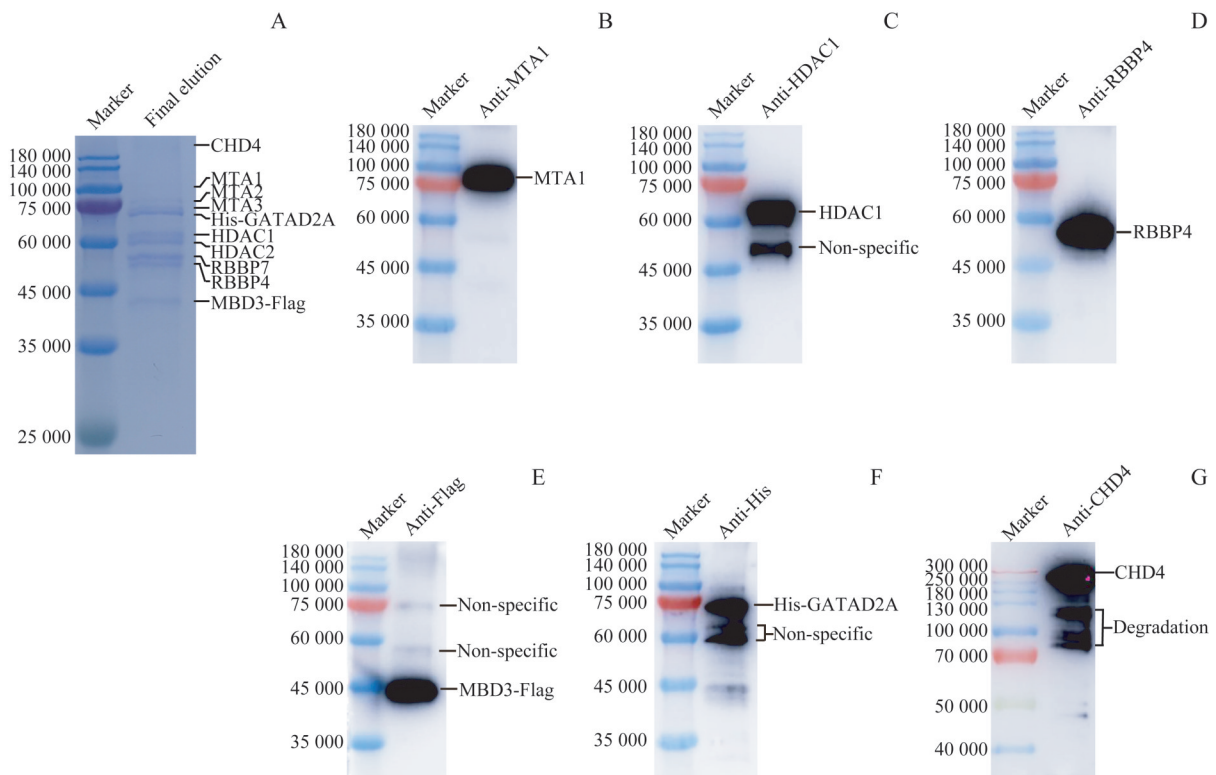 A
Marker
Final elution
180 000
140 000
100 000
75 000
60 000
45 000
35 000
25 000
CHD4
MTA1
MTA2
MTA3
His-GATAD2A
HDAC1
HDAC2
RBBP7
RBBP4
MBD3-Flag
B
Marker
Anti-MTA1
180 000
140 000
100 000
75 000
60 000
45 000
35 000
MTA1
C
Marker
Anti-HDAC1
180 000
140 000
100 000
75 000
60 000
45 000
35 000
HDAC1
Non-specific
D
Marker
Anti-RBBP4
180 000
140 000
100 000
75 000
60 000
45 000
35 000
RBBP4
E
Marker
Anti-Flag
180 000
140 000
100 000
75 000
60 000
45 000
35 000
Non-specific
Non-specific
MBD3-Flag
F
Marker
Anti-His
180 000
140 000
100 000
75 000
60 000
45 000
35 000
His-GATAD2A
Non-specific
G
Marker
Anti-CHD4
300 000
250 000
180 000
130 000
100 000
70 000
50 000
40 000
CHD4
Degradation